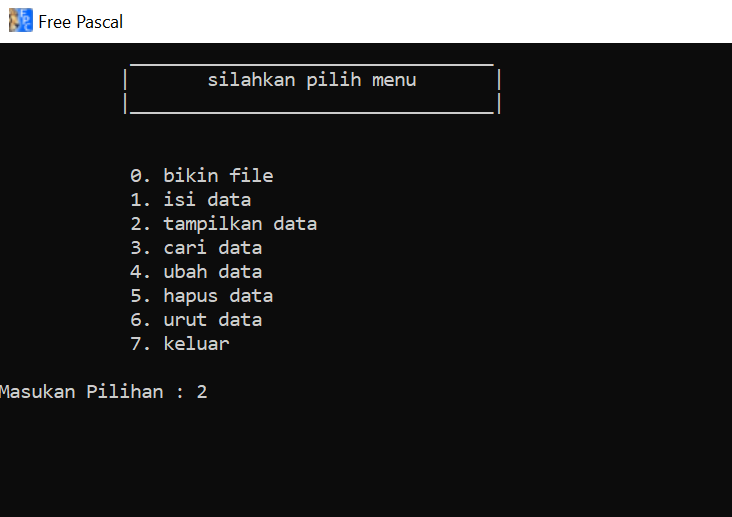 Free Pascal
silahkan pilih menu
0. bikin file
1. isi data
2. tampilkan data
3. cari data
4. ubah data
5. hapus data
6. urut data
7. keluar
Masukan Pilihan : 2